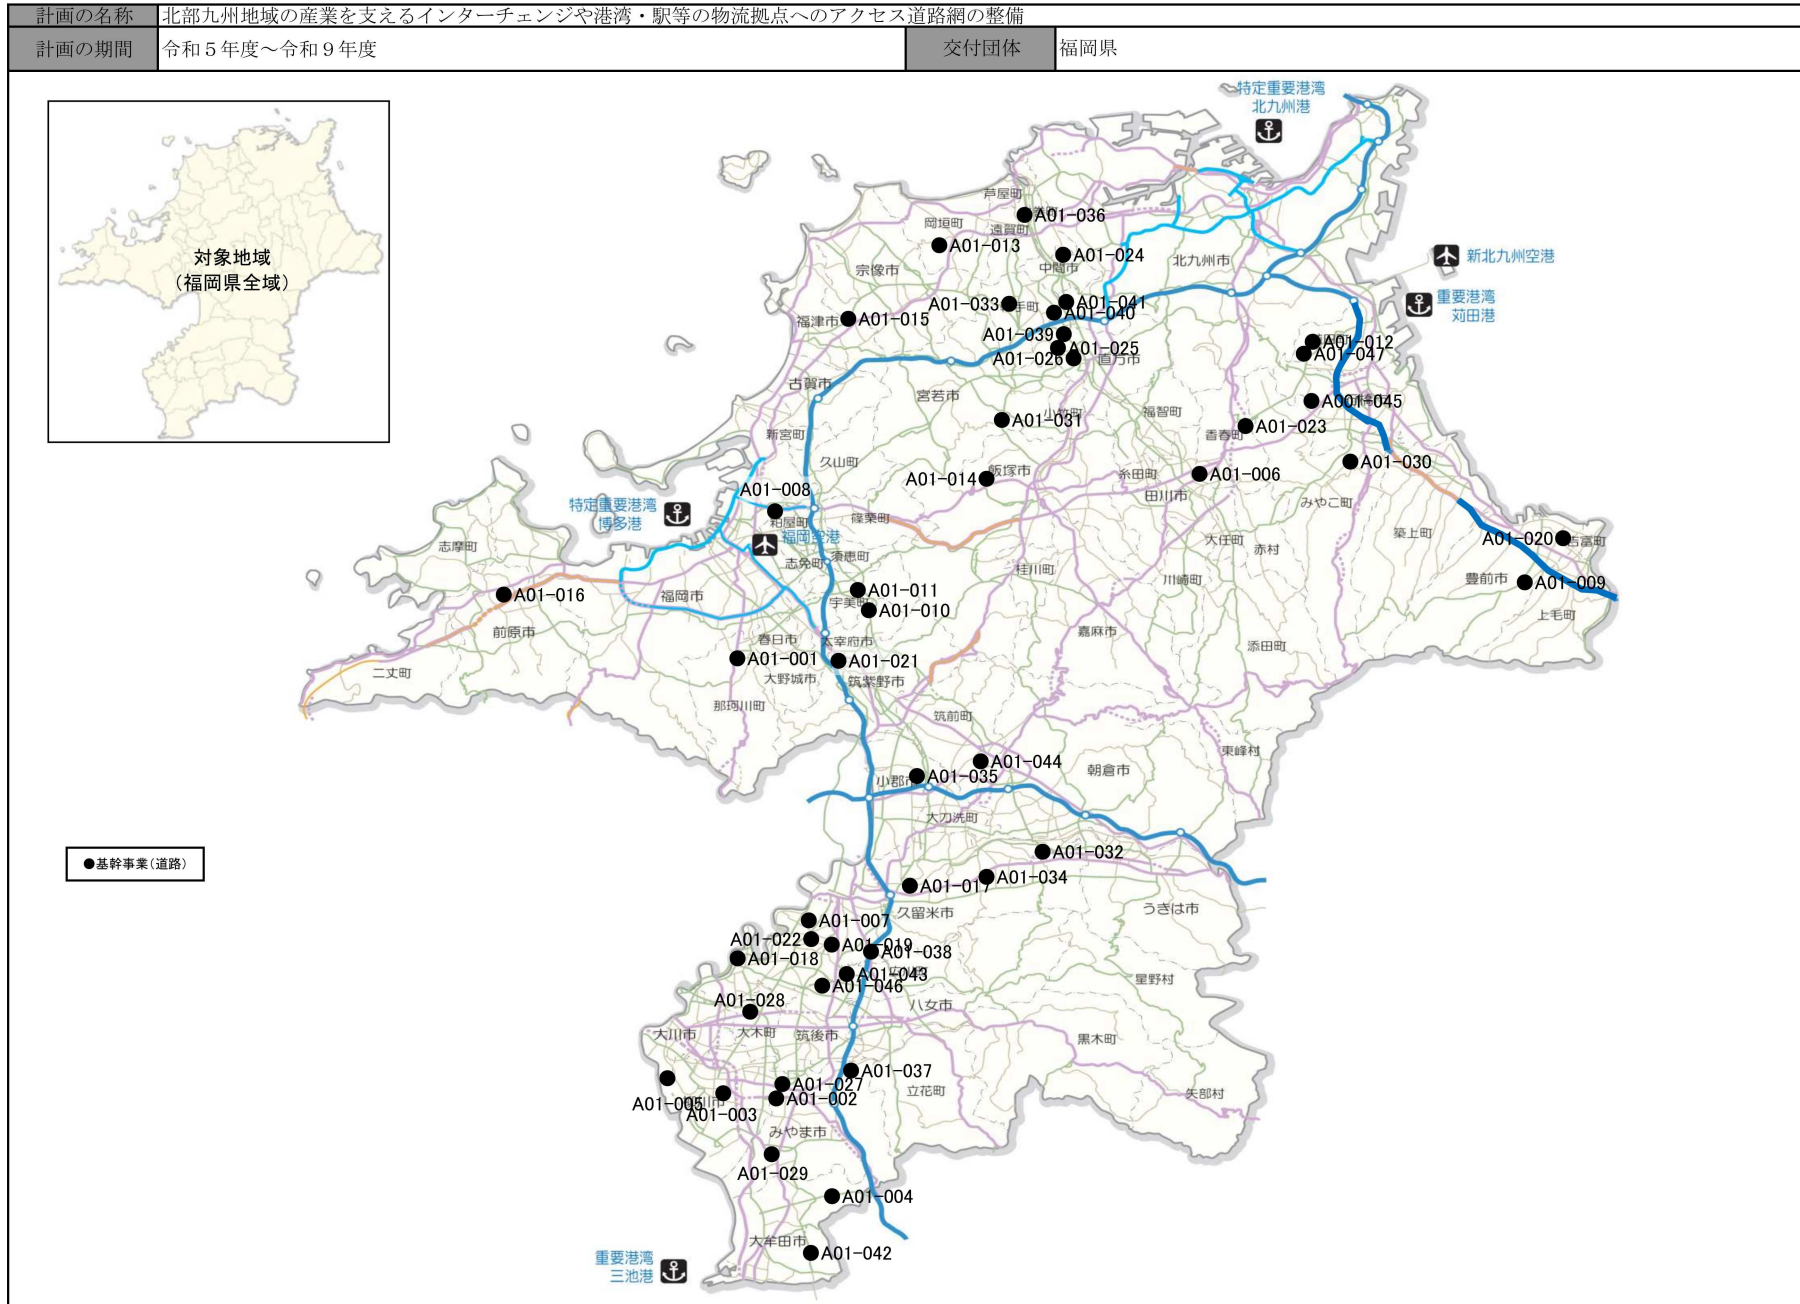 計画の名称 北部九州地域の産業を支えるインターチェンジや港湾・駅等の物流拠点へのアクセス道路網の整備
計画の期間 令和５年度～令和９年度 交付団体 福岡県
対象地域
（福岡県全域）
特定重要港湾
北九州港
芦屋町
A01-036
岡垣町
遠賀町
A01-013
A01-024
新北九州空港
宗像市
中間市
北九州市
重要港湾
苅田港
A01-033
A01-041
A01-040
福津市
A01-015
A01-039
A01-012
A01-025
A01-047
A01-026
直方市
古賀市
宮若市
A001-045
小竹町
福智町
A01-031
香春町
A01-023
新宮町
久山町
A01-030
A01-014
飯塚市
糸田町
A01-006
田川市
みやこ町
A01-008
特定重要港湾
博多港
粕屋町
篠栗町
福岡空港
築上町
志摩町
須恵町
志免町
大任町
赤村
A01-020
吉富町
桂川町
川崎町
豊前市
A01-009
A01-016
福岡市
A01-011
宇美町
A01-010
上毛町
前原市
嘉麻市
春日市
太宰府市
添田町
A01-001
A01-021
二丈町
大野城市
筑紫野市
那珂川町
筑前町
東峰村
A01-044
朝倉市
小郡市
A01-035
大刀洗町
A01-032
●基幹事業（道路）
A01-034
A01-017
久留米市
うきは市
A01-007
A01-022
A01-019
A01-038
A01-018
A01-043
星野村
A01-046
A01-028
八女市
大川市
大木町
筑後市
黒木町
A01-037
A01-027
立花町
矢部村
A01-005
A01-003
A01-002
みやま市
A01-029
A01-004
大牟田市
A01-042
重要港湾
三池港